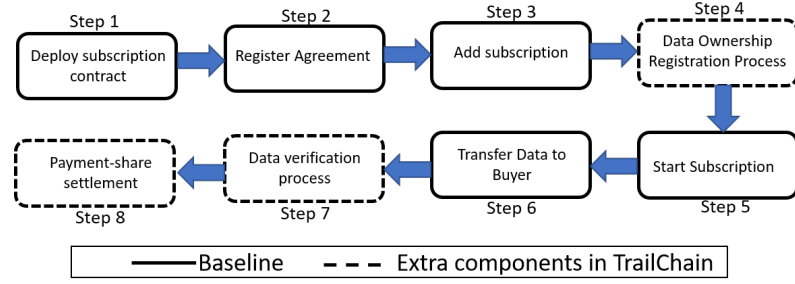 Step 1
Deploy subscription
contract
Step 2
Register Agreement
Step 3
Add subscription
Step 4
Data Ownership
Registration Process
Start Subscription
Step 5
Transfer Data to
Buyer
Step 6
Data verification
process
Step 7
Payment-share
settlement
Step 8
Baseline
Extra components in TrailChain